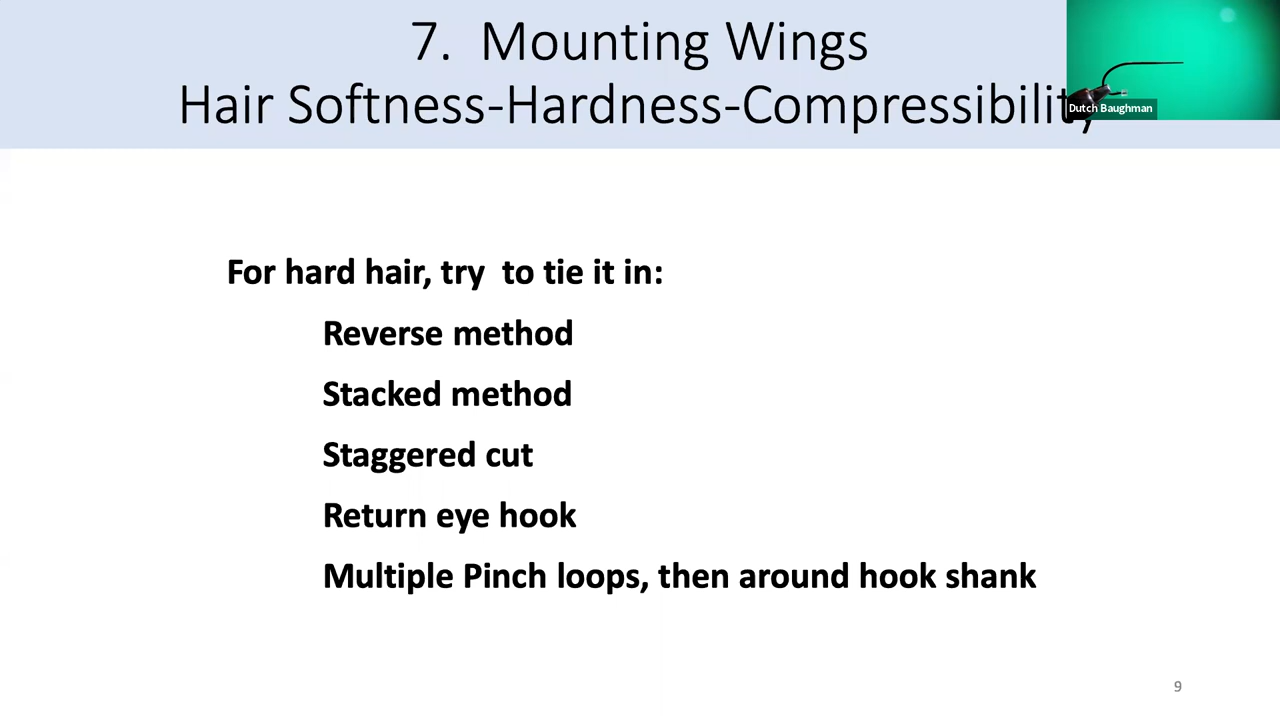 7. Mounting Wings
Hair Softness-Hardness-Compressibility
Dutch Baughman
For hard hair, try to tie it in:
Reverse method
Stacked method
Staggered cut
Return eye hook
Multiple Pinch loops, then around hook shank
9